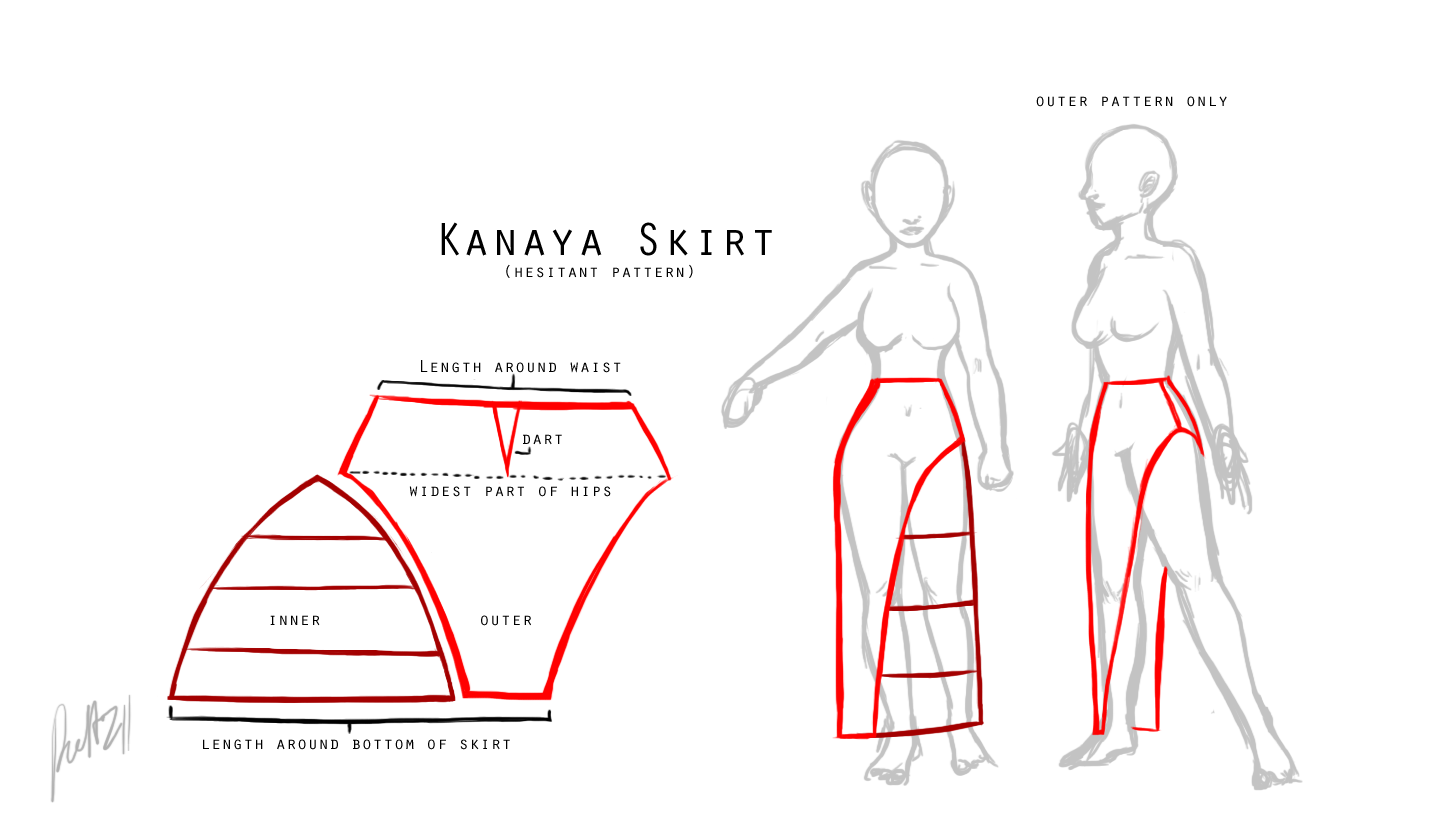 OUTER PATTERN ONLY
KANAYA SKIRT
(HESITANT PATTERN)
LENGTH AROUND WAIST
DART
WIDEST PART OF HIPS
INNER
OUTER
LENGTH AROUND BOTTOM OF SKIRT